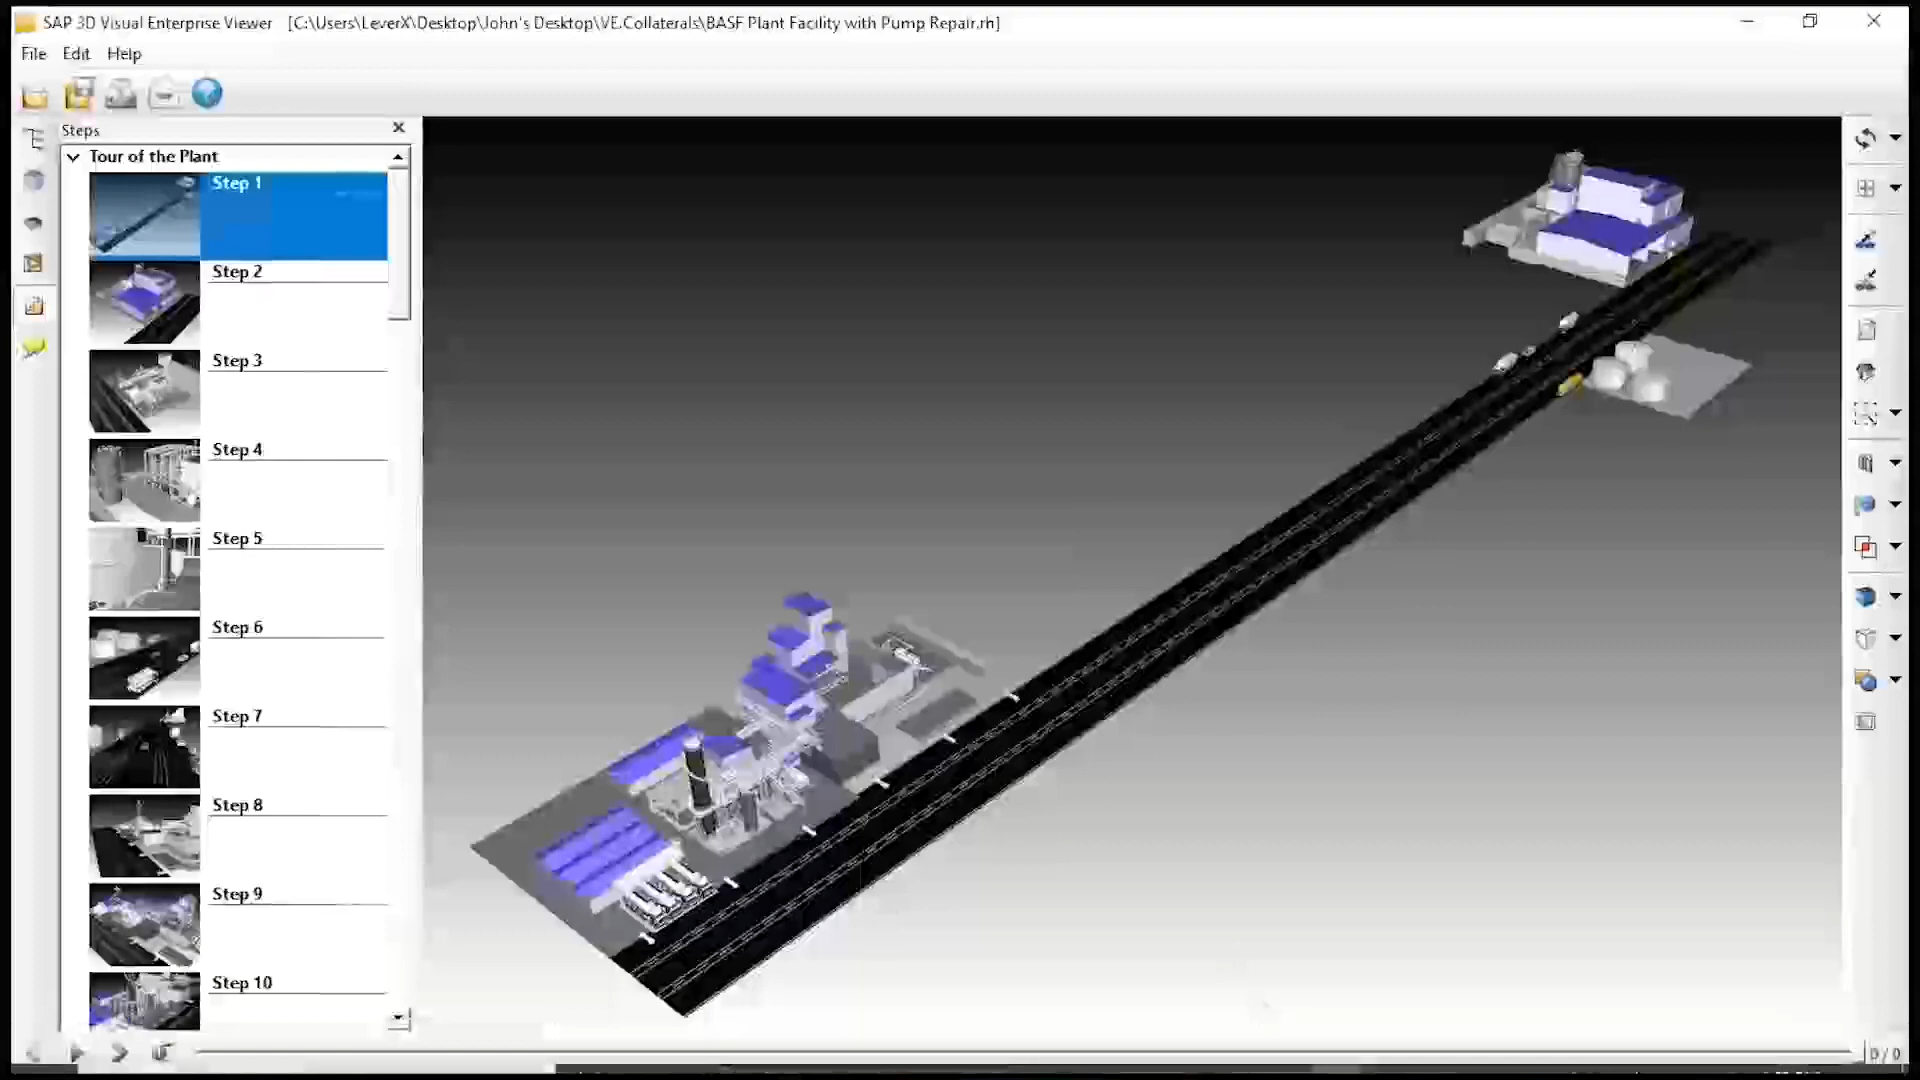 SAP 3D Visual Enterprise Viewer [C:\Users\LeverX\Desktop\John's Desktop\VE.Collaterals\BASF Plant Facility with Pump Repair.rh]
File Edit Help
Steps
Tour of the Plant
Step 1
Step 2
Step 3
Step 4
Step 5
Step 6
Step 7
Step 8
Step 9
Step 10
0 / 0